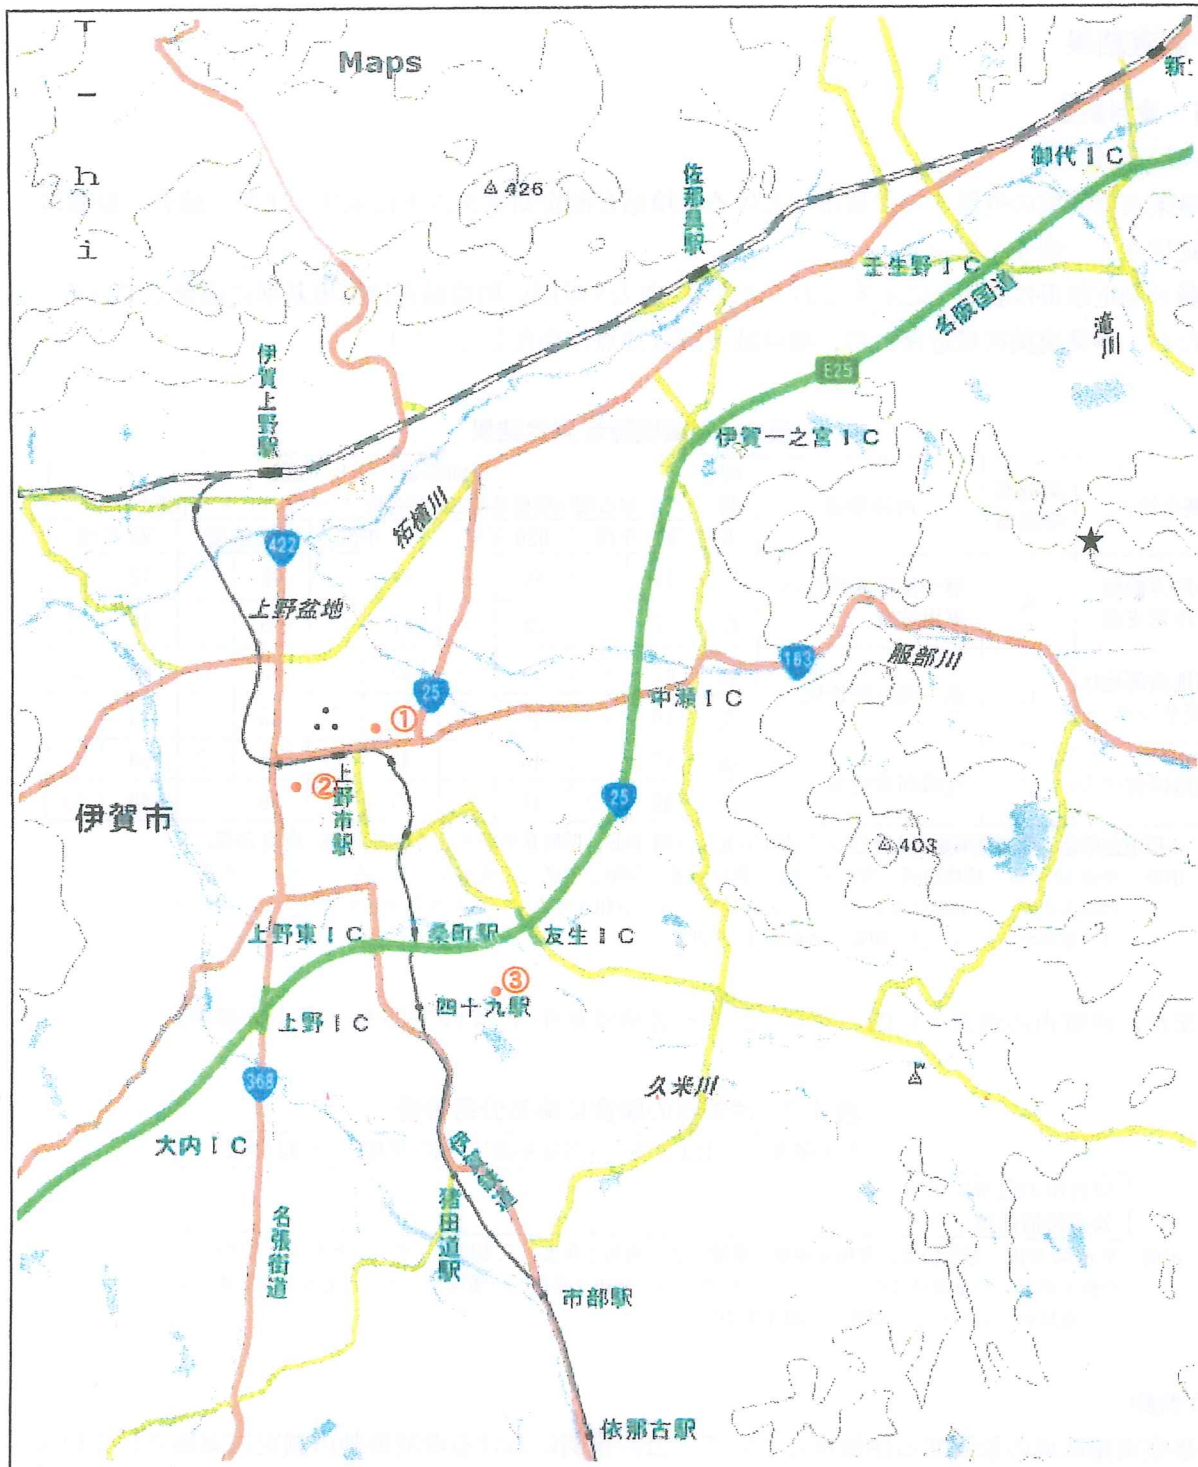 T
Maps
h
i
△426
佐那具駅
新
御代IC
壬生野IC
名阪国道
滝川
E25
伊賀上野駅
伊賀一之宮IC
柘植川
422
上野盆地
服部川
163
25
中瀬IC
①
②
上野市駅
25
伊賀市
△403
上野東IC
桑町駅
友生IC
③
四十九駅
上野IC
368
久米川
大内IC
名張街道
猪田道駅
市部駅
依那古駅